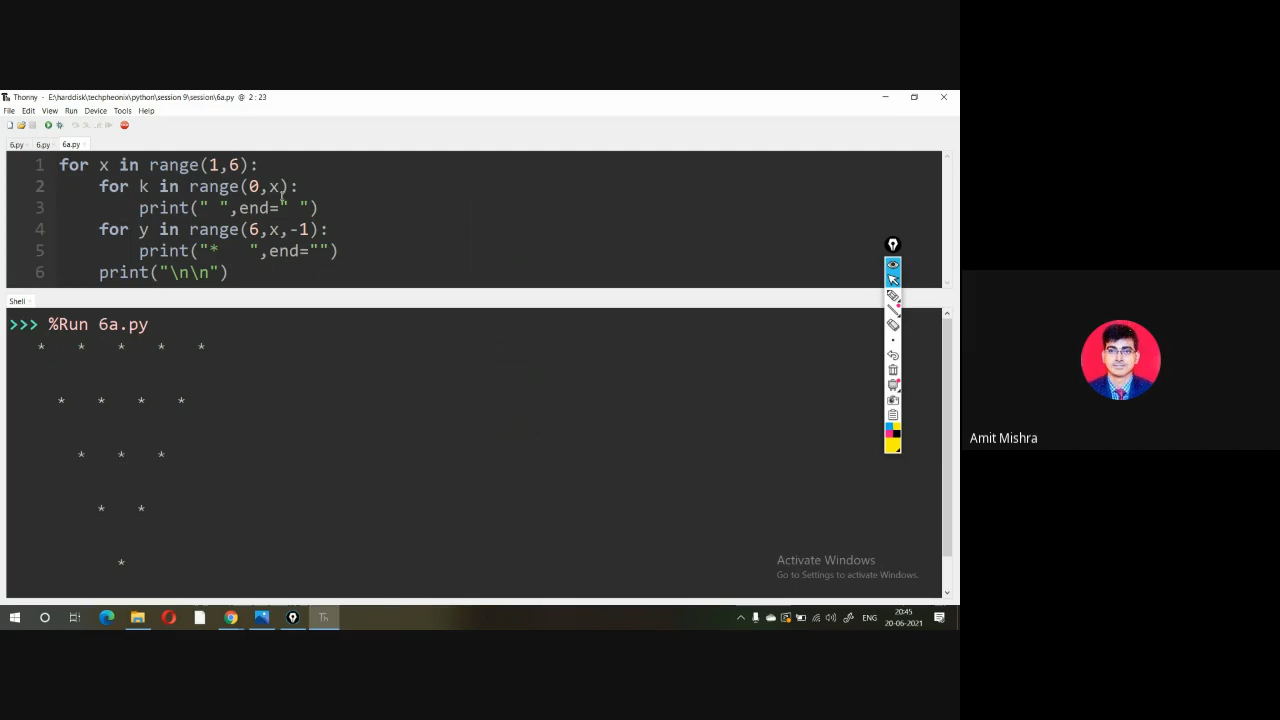 Thonny - E:\harddisk\techpheonix\python\session 9\session\6a.py @ 2 : 23
File Edit View Run Device Tools Help
6.py 6.py 6a.py
1 for x in range(1,6):
2     for k in range(0,x):
3         print(" ",end=" ")
4     for y in range(6,x,-1):
5         print("*   ",end="")
6     print("\n\n")
Shell
>>> %Run 6a.py
*   *   *   *   *
*   *   *   *
*   *   *
*   *
*
Amit Mishra
Activate Windows
Go to Settings to activate Windows.
Th
ENG
20:45
20-06-2021